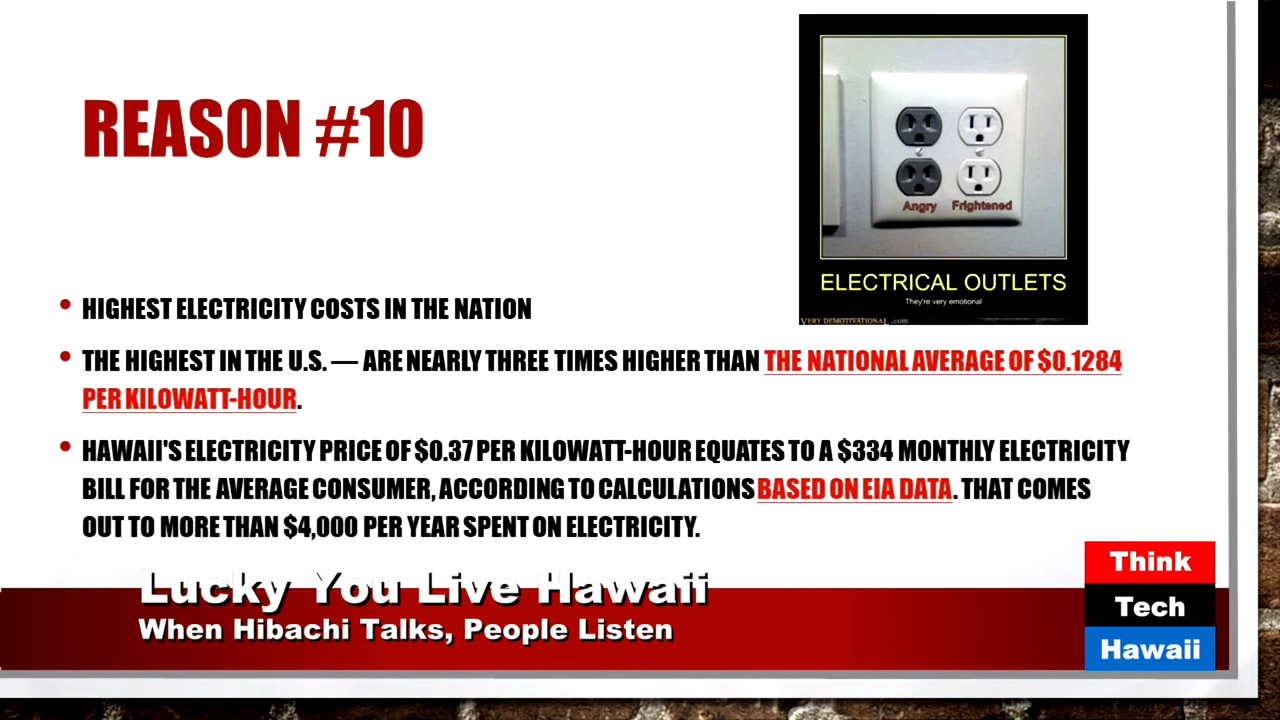 REASON #10
Angry Frightened
ELECTRICAL OUTLETS
They're very emotional
VERY DEMOTIVATIONAL .com
• HIGHEST ELECTRICITY COSTS IN THE NATION
• THE HIGHEST IN THE U.S. — ARE NEARLY THREE TIMES HIGHER THAN THE NATIONAL AVERAGE OF $0.1284
PER KILOWATT-HOUR.
• HAWAII'S ELECTRICITY PRICE OF $0.37 PER KILOWATT-HOUR EQUATES TO A $334 MONTHLY ELECTRICITY
BILL FOR THE AVERAGE CONSUMER, ACCORDING TO CALCULATIONS BASED ON EIA DATA. THAT COMES
OUT TO MORE THAN $4,000 PER YEAR SPENT ON ELECTRICITY.
Lucky You Live Hawaii
When Hibachi Talks, People Listen
Think
Tech
Hawaii